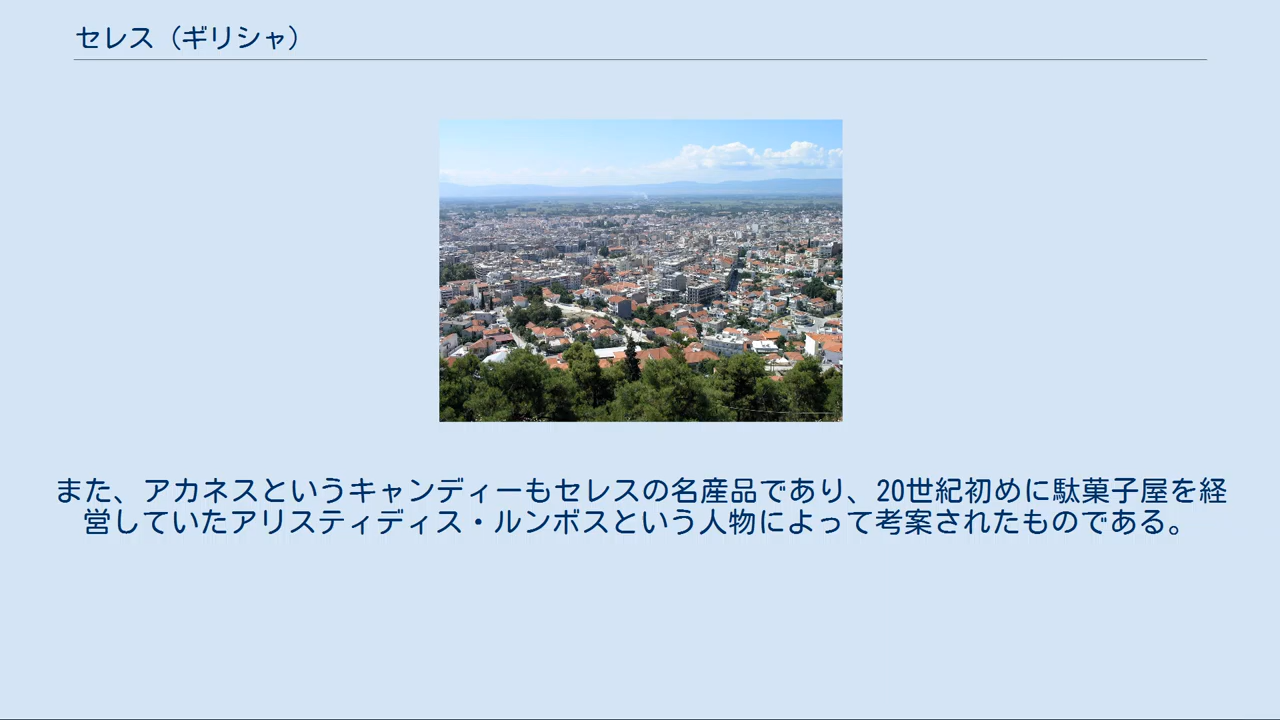 セレス（ギリシャ）
また、アカネスというキャンディーもセレスの名産品であり、20世紀初めに駄菓子屋を経
営していたアリスティディス・ルンボスという人物によって考案されたものである。